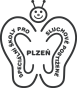 SPECIÁLNÍ ŠKOLY PRO
SLUCHOVĚ POSTIŽENÉ
PLZEŇ